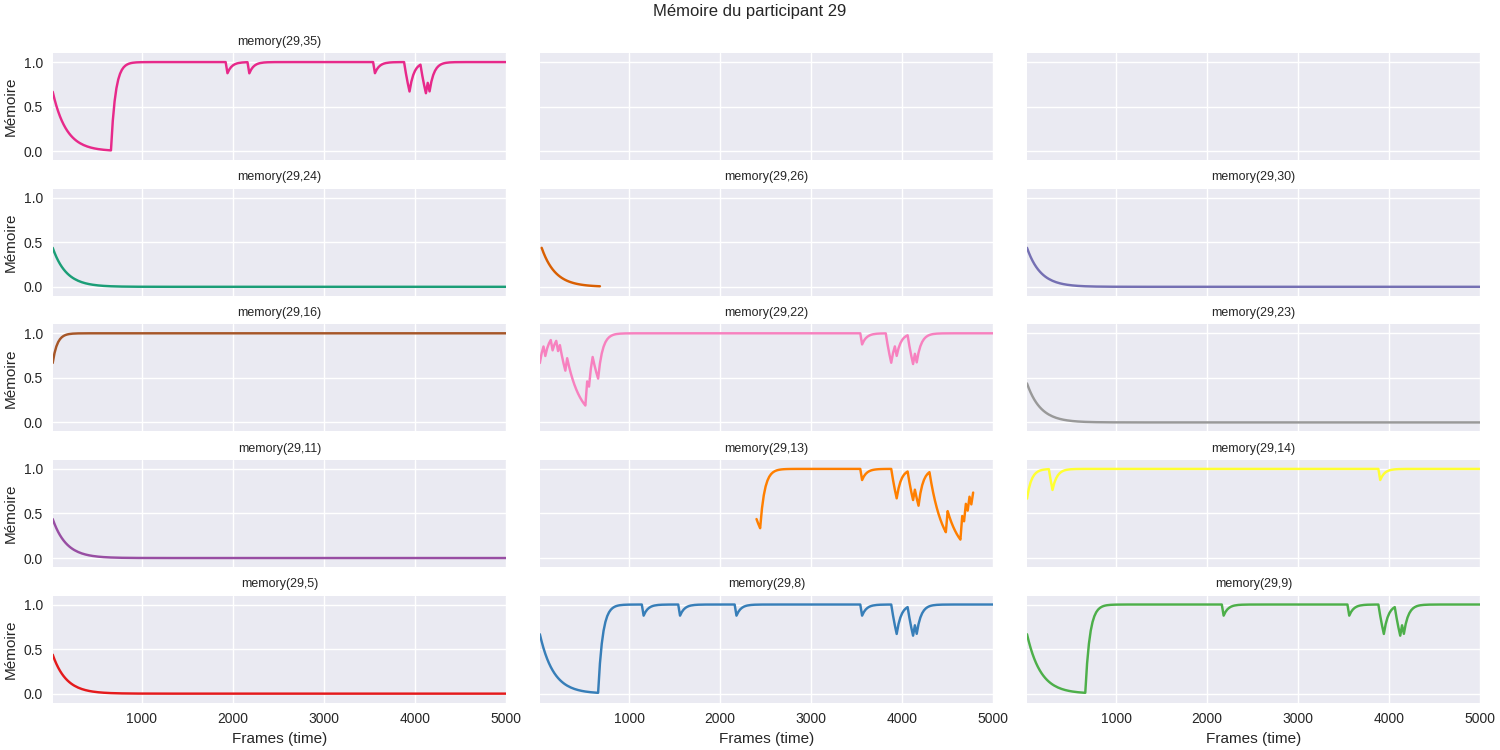 Mémoire du participant 29
memory(29,35)
Mémoire
1.0
0.5
0.0
memory(29,24)
memory(29,26)
memory(29,30)
Mémoire
1.0
0.5
0.0
memory(29,16)
memory(29,22)
memory(29,23)
Mémoire
1.0
0.5
0.0
memory(29,11)
memory(29,13)
memory(29,14)
Mémoire
1.0
0.5
0.0
memory(29,5)
memory(29,8)
memory(29,9)
Mémoire
1.0
0.5
0.0
1000 2000 3000 4000 5000
1000 2000 3000 4000 5000
1000 2000 3000 4000 5000
Frames (time)
Frames (time)
Frames (time)